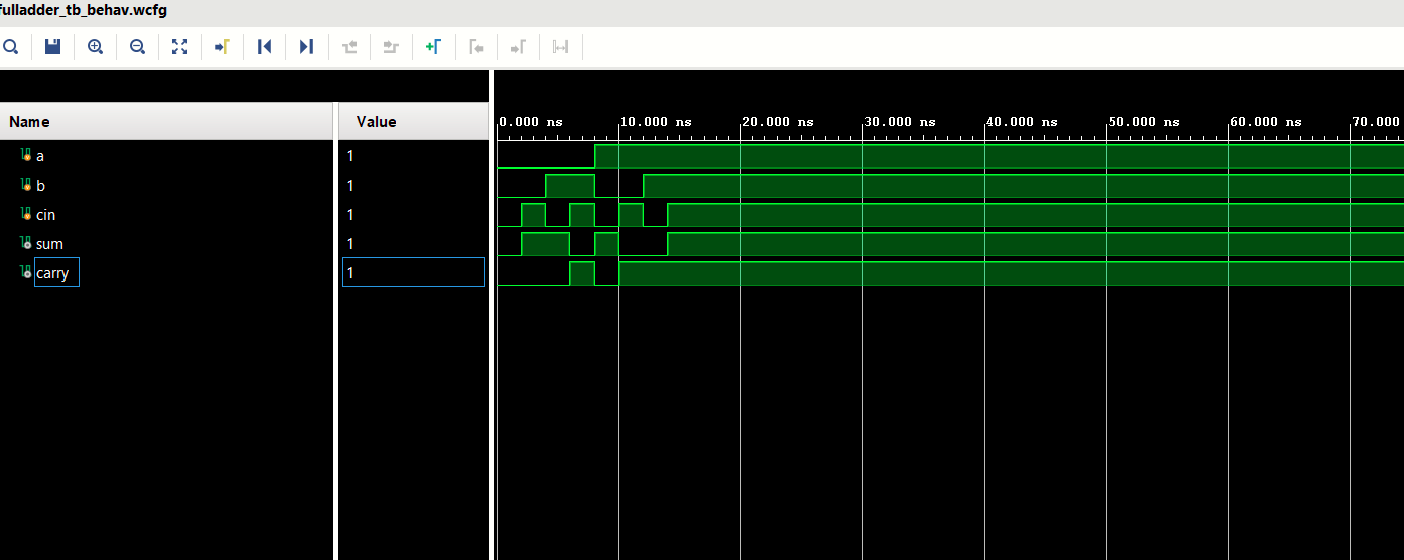 fulladder_tb_behav.wcfg
Name Value
0.000 ns 10.000 ns 20.000 ns 30.000 ns 40.000 ns 50.000 ns 60.000 ns 70.000
a 1
b 1
cin 1
sum 1
carry 1